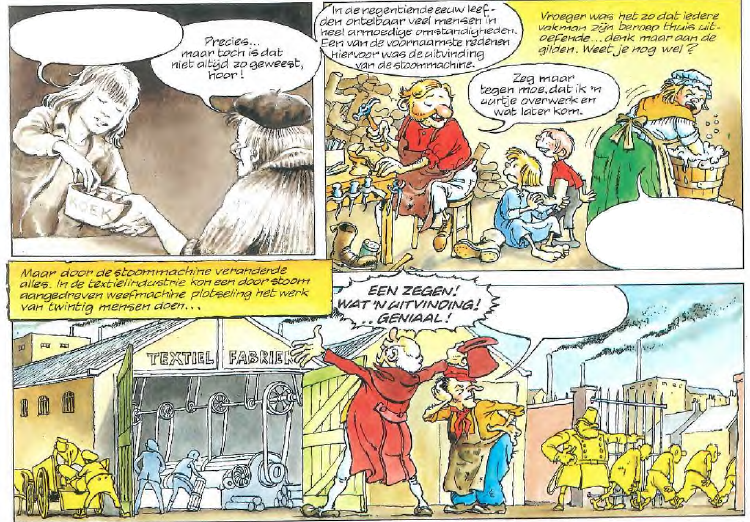 Precies...
maar toch is dat
niet altijd zo geweest,
hoor!
KOEK
In de negentiende eeuw leef-
den ontelbaar veel mensen in
heel armoedige omstandigheden.
Een van de voornaamste redenen
hiervoor was de uitvinding
van de stoommachine.
Vroeger was het zo dat iedere
vakman zijn beroep thuis uit-
oefende... denk maar aan de
gilden. Weet je nog wel?
Zeg maar
tegen moe, dat ik 'n
uurtje overwerk en
wat later kom.
Maar door de stoommachine veranderde
alles. In de textielindustrie kon een door stoom
aangedreven weefmachine plotseling het werk
van twintig mensen doen...
TEXTIEL FABRIEK
EEN ZEGEN!
WAT 'N UITVINDING!
.. GENIAAL!